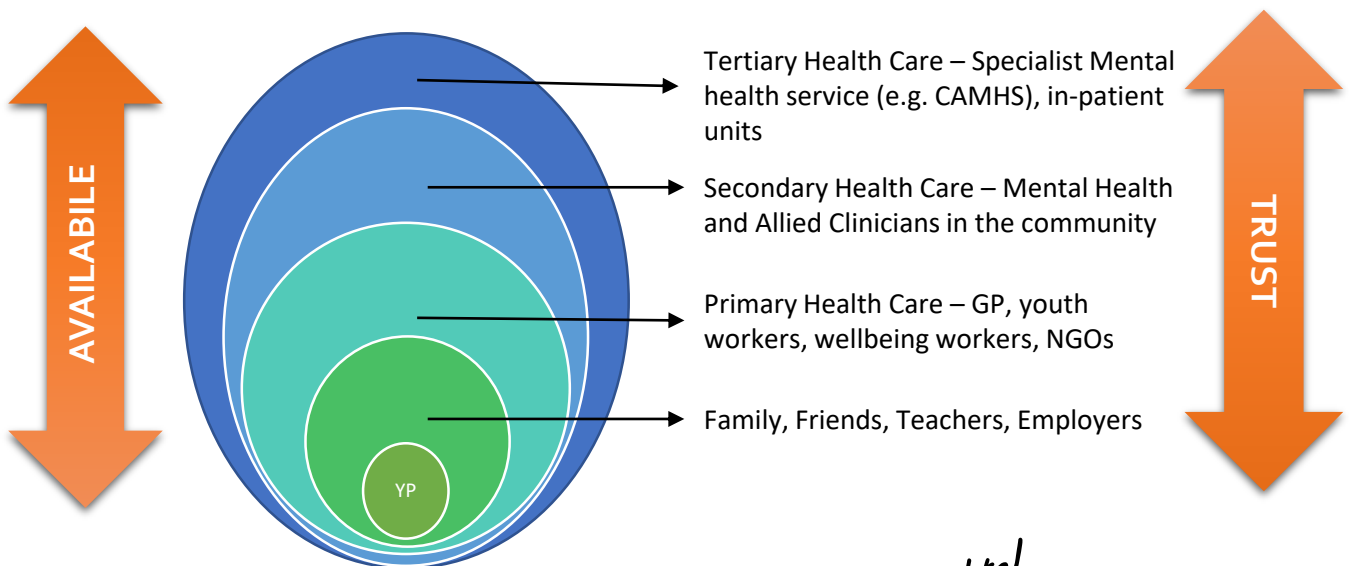 AVAILABILE
Tertiary Health Care – Specialist Mental
health service (e.g. CAMHS), in-patient
units
Secondary Health Care – Mental Health
and Allied Clinicians in the community
Primary Health Care – GP, youth
workers, wellbeing workers, NGOs
Family, Friends, Teachers, Employers
YP
TRUST